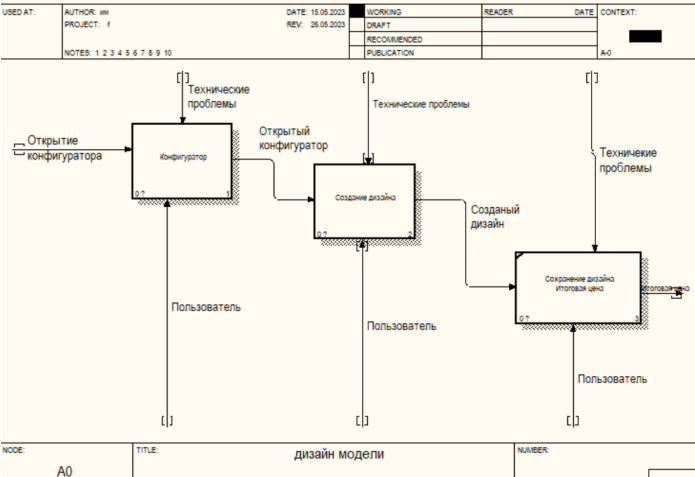 USED AT:
AUTHOR: им
DATE: 15.05.2023
WORKING
READER
DATE
CONTEXT:
PROJECT: f
REV: 26.05.2023
DRAFT
RECOMMENDED
NOTES: 1 2 3 4 5 6 7 8 9 10
PUBLICATION
A-0
Технические
проблемы
Технические проблемы
Техничекие
проблемы
Открытие
конфигуратора
Конфигуратор
0 ?
1
Открытый
конфигуратор
Создание дизайна
0 ?
2
Созданый
дизайн
Сохранение дизайна
Итоговая цена
0 ?
3
Итоговая цена
Пользователь
Пользователь
Пользователь
NODE:
A0
TITLE:
дизайн модели
NUMBER: